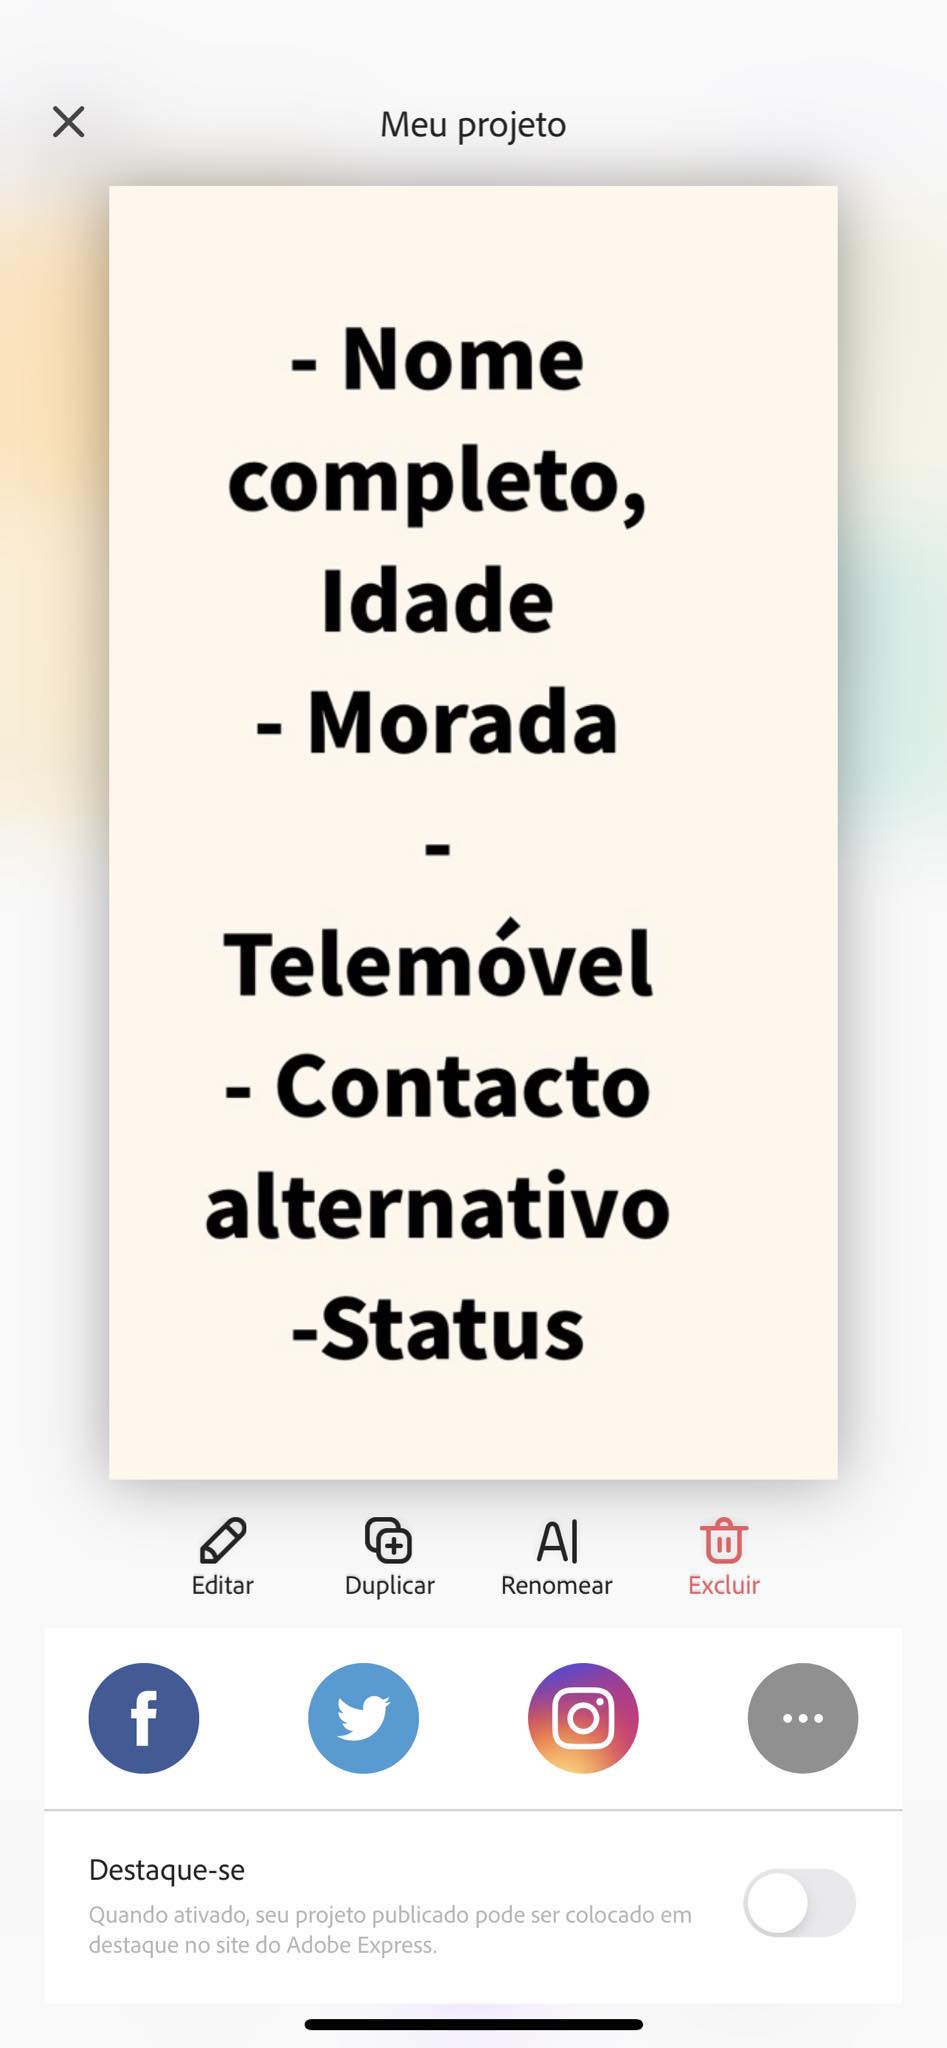 Meu projeto
- Nome
completo,
Idade
- Morada
-
Telemóvel
- Contacto
alternativo
-Status
Editar
Duplicar
Renomear
Excluir
Destaque-se
Quando ativado, seu projeto publicado pode ser colocado em
destaque no site do Adobe Express.